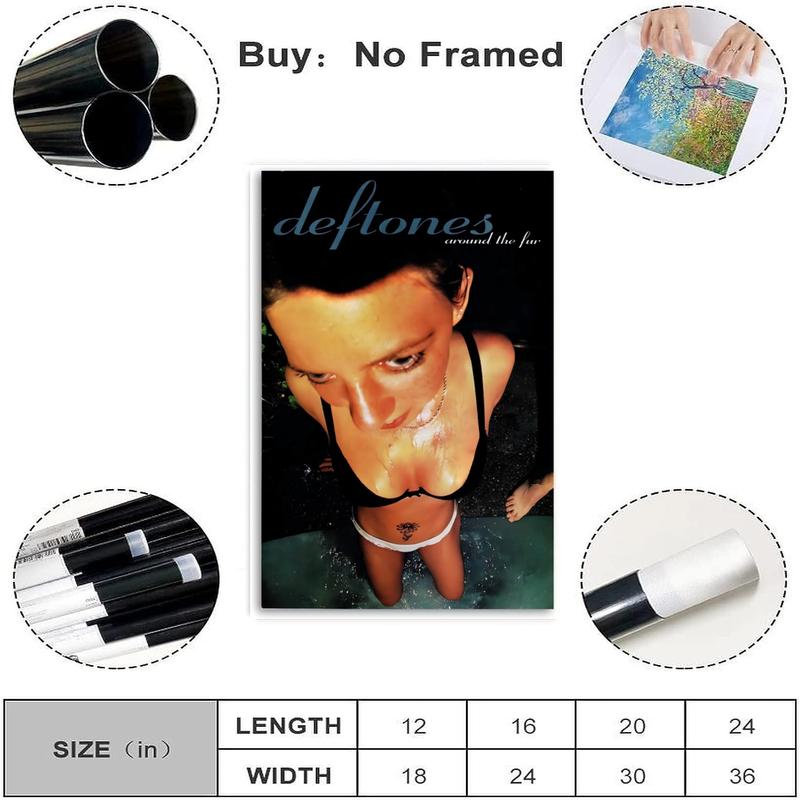 Buy： No Framed
deftones
around the fur
SIZE（in）
LENGTH 12 16 20 24
WIDTH 18 24 30 36